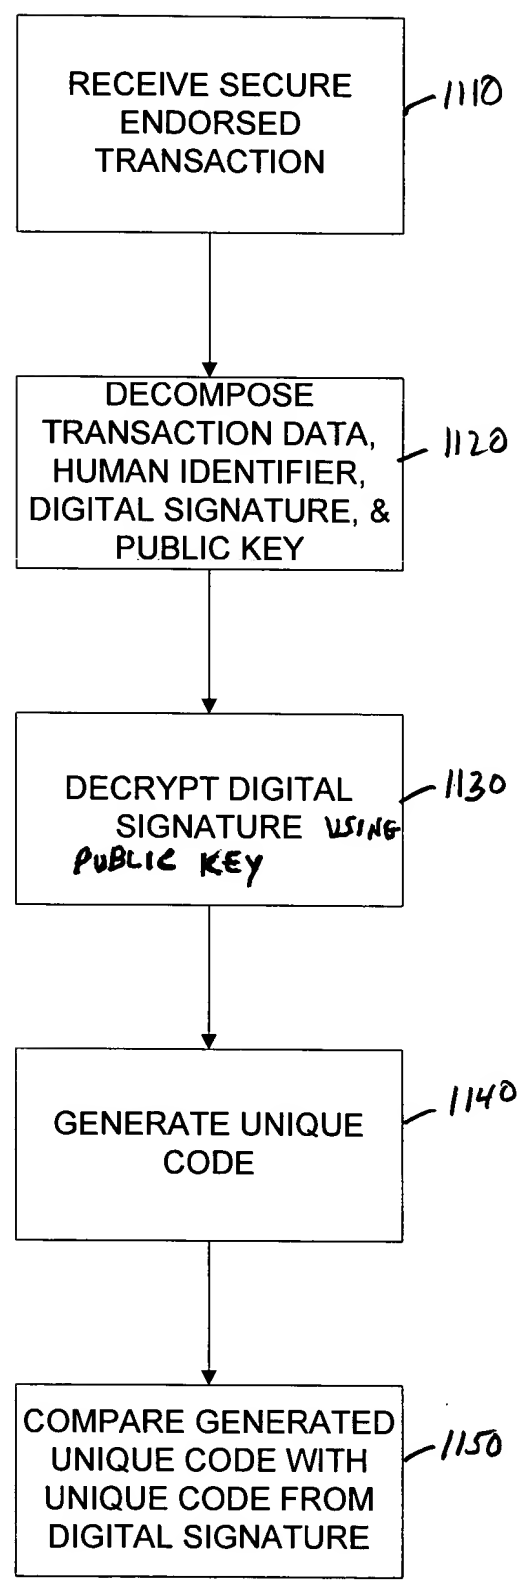 RECEIVE SECURE
ENDORSED
TRANSACTION
1110
DECOMPOSE
TRANSACTION DATA,
HUMAN IDENTIFIER,
DIGITAL SIGNATURE, &
PUBLIC KEY
1120
DECRYPT DIGITAL
SIGNATURE USING
PUBLIC KEY
1130
GENERATE UNIQUE
CODE
1140
COMPARE GENERATED
UNIQUE CODE WITH
UNIQUE CODE FROM
DIGITAL SIGNATURE
1150